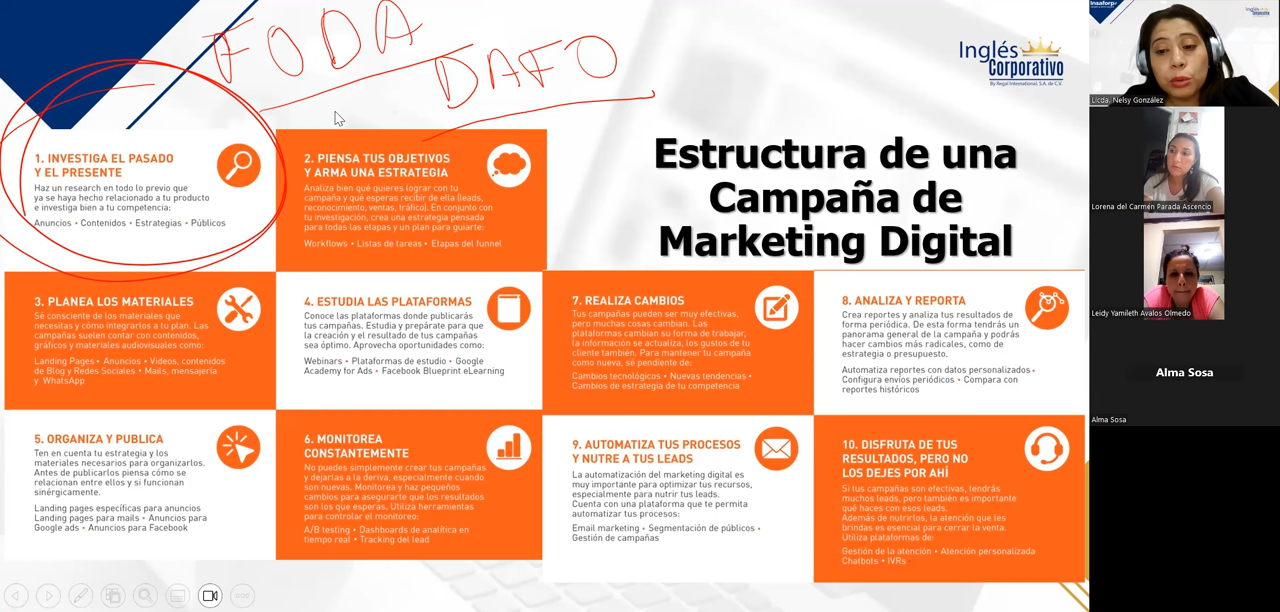 FODA
DAFO
Inglés
Corporativo
By Regal International, S.A. de C.V.
Estructura de una
Campaña de
Marketing Digital
1. INVESTIGA EL PASADO
Y EL PRESENTE
Haz un research en todo lo previo que
ya se haya hecho relacionado a tu producto
e investiga bien a tu competencia:
Anuncios • Contenidos • Estrategias • Públicos
2. PIENSA TUS OBJETIVOS
Y ARMA UNA ESTRATEGIA
Analiza bien qué quieres lograr con tu
campaña y qué esperas recibir de ella (leads,
reconocimiento, ventas, tráfico). En conjunto con
tu investigación, crea una estrategia pensada
para todas las etapas y un plan para guiarte:
Workflows • Listas de tareas • Etapas del funnel
3. PLANEA LOS MATERIALES
Sé consciente de los materiales que
necesitas y cómo integrarlos a tu plan. Las
campañas suelen contar con contenidos,
gráficos y materiales audiovisuales como:
Landing Pages • Anuncios • Videos, contenidos
de Blog y Redes Sociales • Mails, mensajería
y WhatsApp
4. ESTUDIA LAS PLATAFORMAS
Conoce las plataformas donde publicarás
tus campañas. Estudia y prepárate para que
la creación y el resultado de tus campañas
sea óptimo. Aprovecha oportunidades como:
Webinars • Plataformas de estudio • Google
Academy for Ads • Facebook Blueprint eLearning
7. REALIZA CAMBIOS
Tus campañas pueden ser muy efectivas,
pero muchas cosas cambian. Las
plataformas cambian su forma de trabajar,
la información se actualiza, los gustos de tu
cliente también. Para mantener tu campaña
como nueva, sé pendiente de:
Cambios tecnológicos • Nuevas tendencias •
Cambios de estrategia de tu competencia
8. ANALIZA Y REPORTA
Crea reportes y analiza tus resultados de
forma periódica. De esta forma tendrás un
panorama general de la campaña y podrás
hacer cambios más radicales, como de
estrategia o presupuesto.
Automatiza reportes con datos personalizados •
Configura envíos periódicos • Compara con
reportes históricos
5. ORGANIZA Y PUBLICA
Ten en cuenta tu estrategia y los
materiales necesarios para organizarlos.
Antes de publicarlos piensa cómo se
relacionan entre ellos y si funcionan
sinérgicamente.
Landing pages específicas para anuncios
Landing pages para mails • Anuncios para
Google ads • Anuncios para Facebook
6. MONITOREA
CONSTANTEMENTE
No puedes simplemente crear tus campañas
y dejarlas a la deriva, especialmente cuando
son nuevas. Monitorea y haz pequeños
cambios para asegurarte que los resultados
son los que esperas. Utiliza herramientas
para controlar el monitoreo:
A/B testing • Dashboards de analítica en
tiempo real • Tracking del lead
9. AUTOMATIZA TUS PROCESOS
Y NUTRE A TUS LEADS
La automatización del marketing digital es
muy importante para optimizar tus recursos,
especialmente para nutrir tus leads.
Cuenta con una plataforma que te permita
automatizar tus procesos:
Email marketing • Segmentación de públicos •
Gestión de campañas
10. DISFRUTA DE TUS
RESULTADOS, PERO NO
LOS DEJES POR AHÍ
Si tus campañas son efectivas, tendrás
muchos leads, pero también es importante
qué haces con esos leads.
Además de nutrirlos, la atención que les
brindas es esencial para cerrar la venta.
Utiliza plataformas de:
Gestión de la atención • Atención personalizada
Chatbots • IVRs
Insaforp
Inglés
Corporativo
Licda. Nelsy González
Lorena del Carmen Parada Ascencio
Leidy Yamileth Avalos Olmedo
Alma Sosa
Alma Sosa